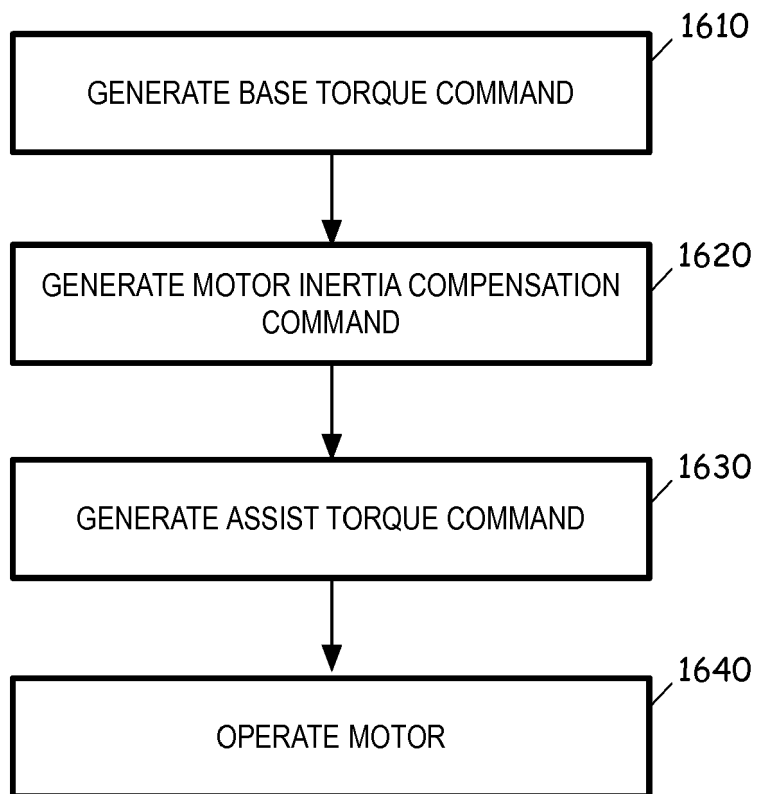 1610
GENERATE BASE TORQUE COMMAND
1620
GENERATE MOTOR INERTIA COMPENSATION
COMMAND
1630
GENERATE ASSIST TORQUE COMMAND
1640
OPERATE MOTOR